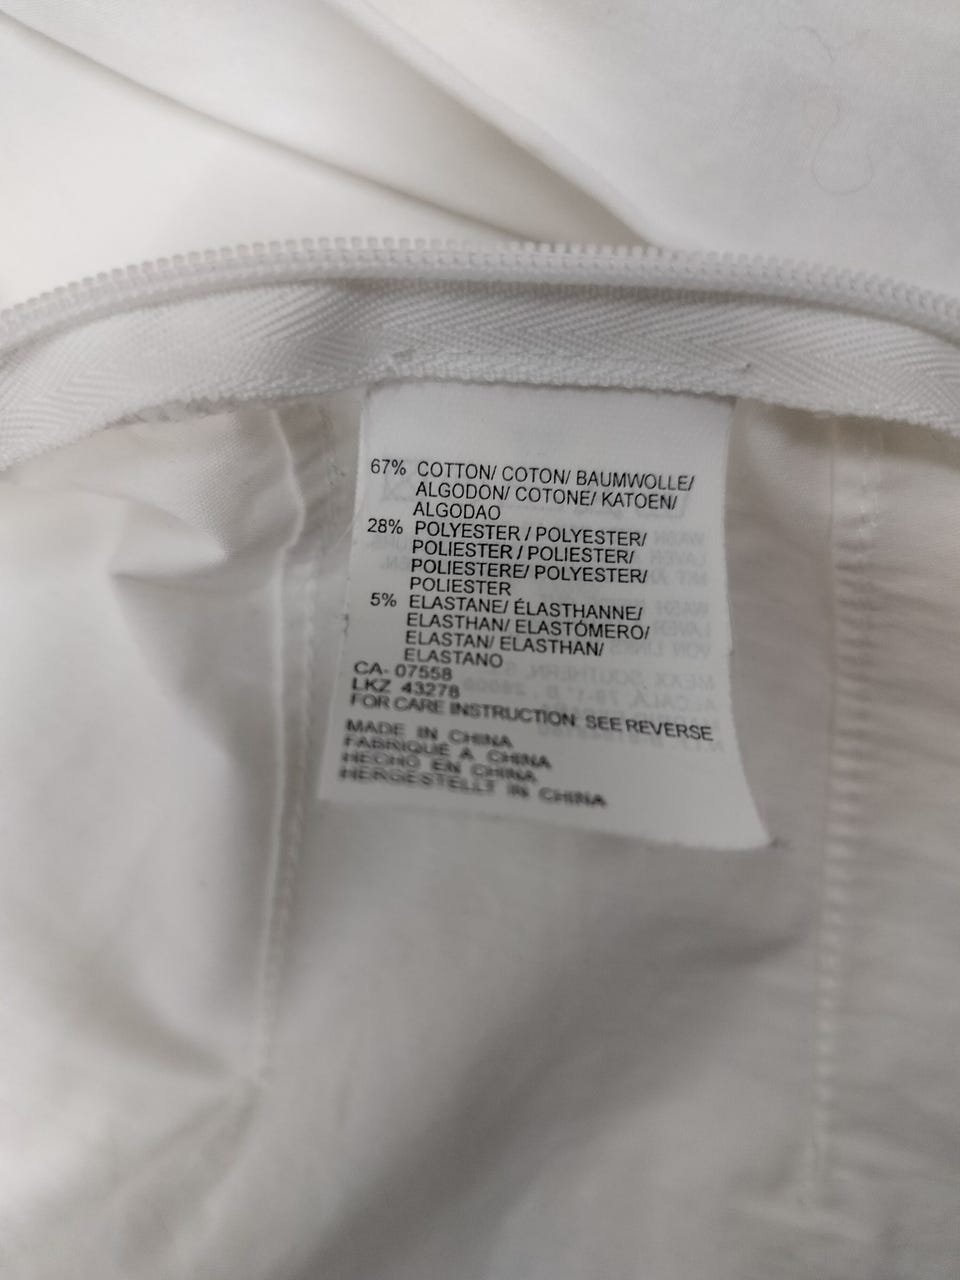 67% COTTON/ COTON/ BAUMWOLLE/
ALGODON/ COTONE/ KATOEN/
ALGODAO
28% POLYESTER / POLYESTER/
POLIESTER / POLIESTER/
POLIESTERE/ POLYESTER/
POLIESTER
5% ELASTANE/ ÉLASTHANNE/
ELASTHAN/ ELASTÓMERO/
ELASTAN/ ELASTHAN/
ELASTANO
CA- 07558
LKZ 43278
FOR CARE INSTRUCTION SEE REVERSE
MADE IN CHINA
FABRIQUÉ A CHINA
HECHO EN CHINA
HERGESTELLT IN CHINA